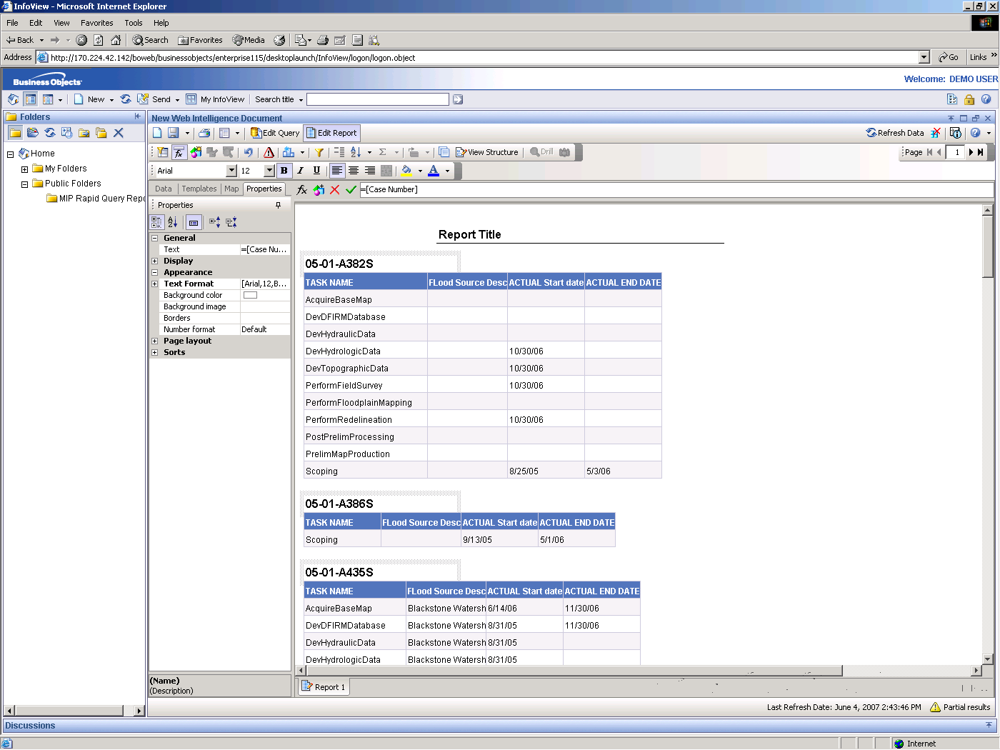 InfoView - Microsoft Internet Explorer
File Edit View Favorites Tools Help
Back Search Favorites Media
Address http://170.224.42.142/boweb/businessobjects/enterprise115/desktoplaunch/InfoView/logon/logon.object Go Links »
Business Objects Welcome: DEMO USER
New Send My InfoView Search title
Folders
Home
My Folders
Public Folders
MIP Rapid Query Repo
New Web Intelligence Document
Edit Query Edit Report Refresh Data
View Structure Drill Page 1
Arial 12 B I U A
Data Templates Map Properties =[Case Number]
Properties
General
Text =[Case Nu...
Display
Appearance
Text Format [Arial,12,B...
Background color
Background image
Borders
Number format Default
Page layout
Sorts
(Name)
(Description)
Report Title
05-01-A382S
TASK NAME FLood Source Desc ACTUAL Start date ACTUAL END DATE
AcquireBaseMap
DevDFIRMDatabase
DevHydraulicData
DevHydrologicData 10/30/06
DevTopographicData 10/30/06
PerformFieldSurvey 10/30/06
PerformFloodplainMapping
PerformRedelineation 10/30/06
PostPrelimProcessing
PrelimMapProduction
Scoping 8/25/05 5/3/06
05-01-A386S
TASK NAME FLood Source Desc ACTUAL Start date ACTUAL END DATE
Scoping 9/13/05 5/1/06
05-01-A435S
TASK NAME FLood Source Desc ACTUAL Start date ACTUAL END DATE
AcquireBaseMap Blackstone Watersh 6/14/06 11/30/06
DevDFIRMDatabase Blackstone Watersh 8/31/05 11/30/06
DevHydraulicData Blackstone Watersh 8/31/05
DevHydrologicData Blackstone Watersh 8/31/05
Report 1
Last Refresh Date: June 4, 2007 2:43:46 PM Partial results
Discussions
Internet